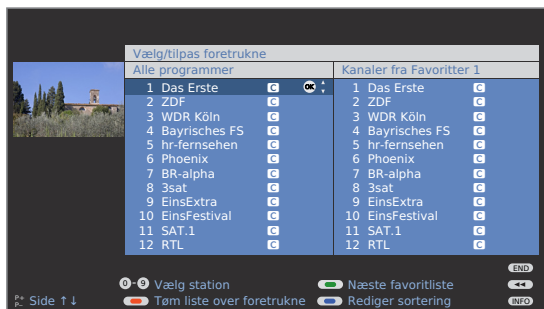 Vælg/tilpas foretrukne
Alle programmer Kanaler fra Favoritter 1
1 Das Erste C OK 1 Das Erste C
2 ZDF C 2 ZDF C
3 WDR Köln C 3 WDR Köln C
4 Bayrisches FS C 4 Bayrisches FS C
5 hr-fernsehen C 5 hr-fernsehen C
6 Phoenix C 6 Phoenix C
7 BR-alpha C 7 BR-alpha C
8 3sat C 8 3sat C
9 EinsExtra C 9 EinsExtra C
10 EinsFestival C 10 EinsFestival C
11 SAT.1 C 11 SAT.1 C
12 RTL C 12 RTL C
END
0-9 Vælg station Næste favoritliste
P+ P- Side ↑↓ Tøm liste over foretrukne Rediger sortering INFO